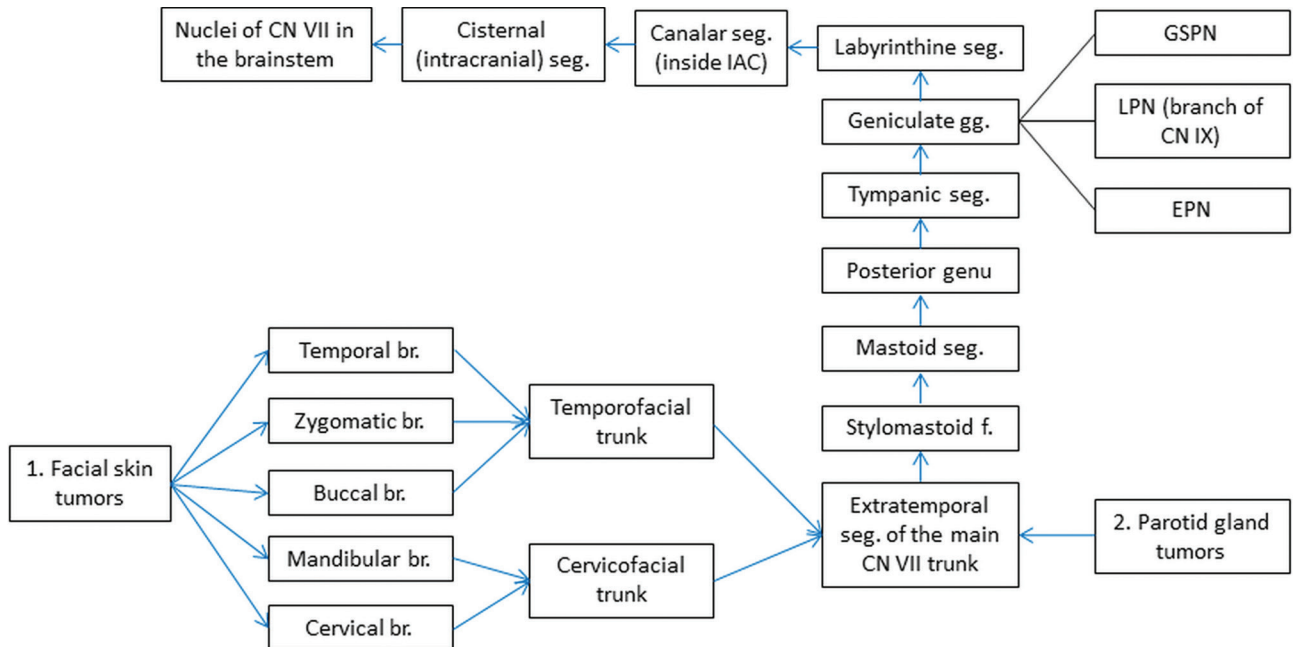 Nuclei of CN VII in
the brainstem
Cisternal
(intracranial) seg.
Canalar seg.
(inside IAC)
Labyrinthine seg.
GSPN
Geniculate gg.
LPN (branch of
CN IX)
EPN
Tympanic seg.
Posterior genu
Mastoid seg.
Stylomastoid f.
Temporal br.
Zygomatic br.
Buccal br.
Mandibular br.
Cervical br.
1. Facial skin
tumors
Temporofacial
trunk
Cervicofacial
trunk
Extratemporal
seg. of the main
CN VII trunk
2. Parotid gland
tumors